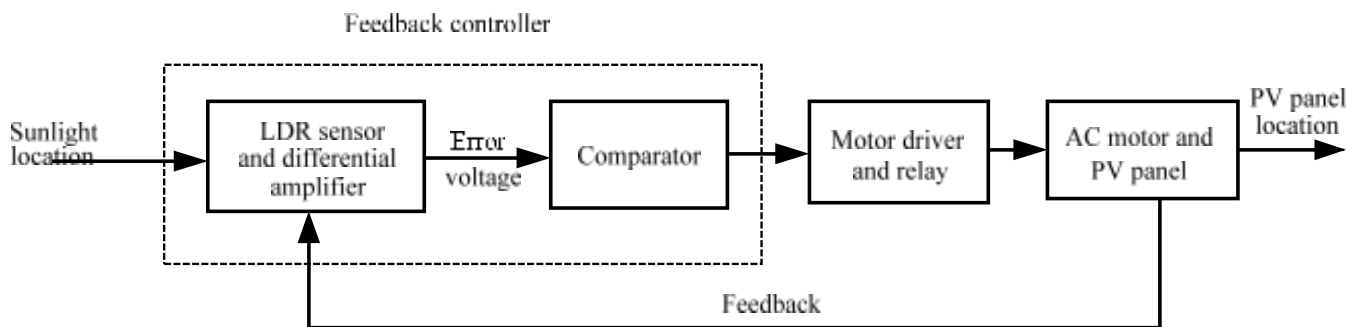 Feedback controller
Sunlight
location
LDR sensor
and differential
amplifier
Error
voltage
Comparator
Motor driver
and relay
AC motor and
PV panel
PV panel
location
Feedback